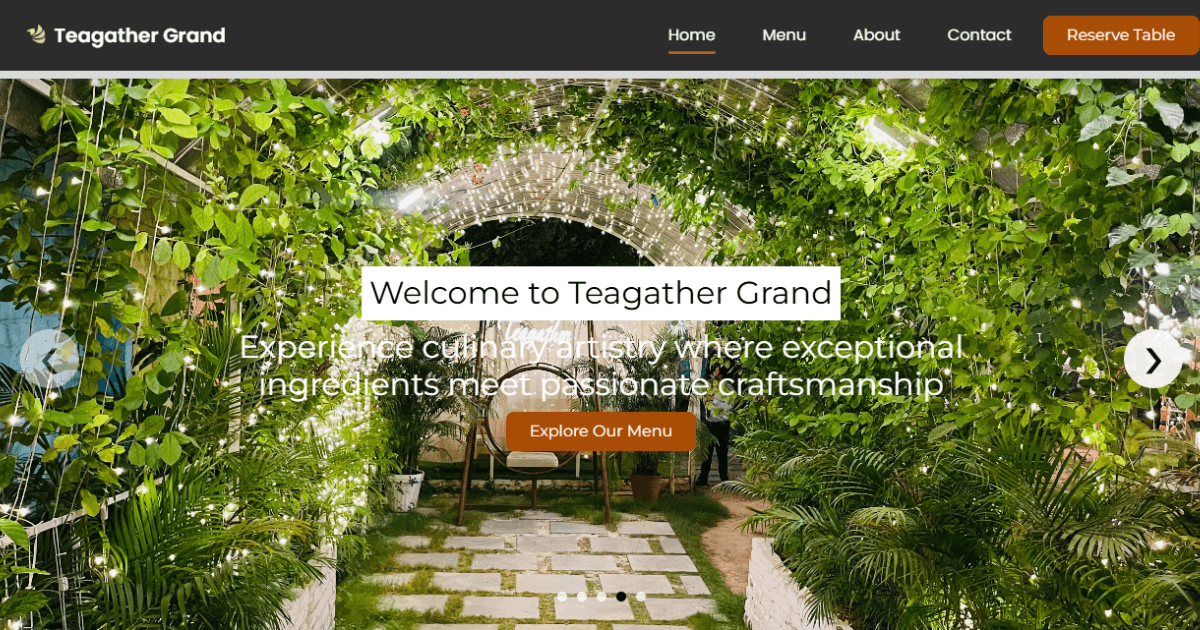 Teagather Grand
Home
Menu
About
Contact
Reserve Table
Welcome to Teagather Grand
Teagather
Experience culinary artistry where exceptional
ingredients meet passionate craftsmanship
Explore Our Menu